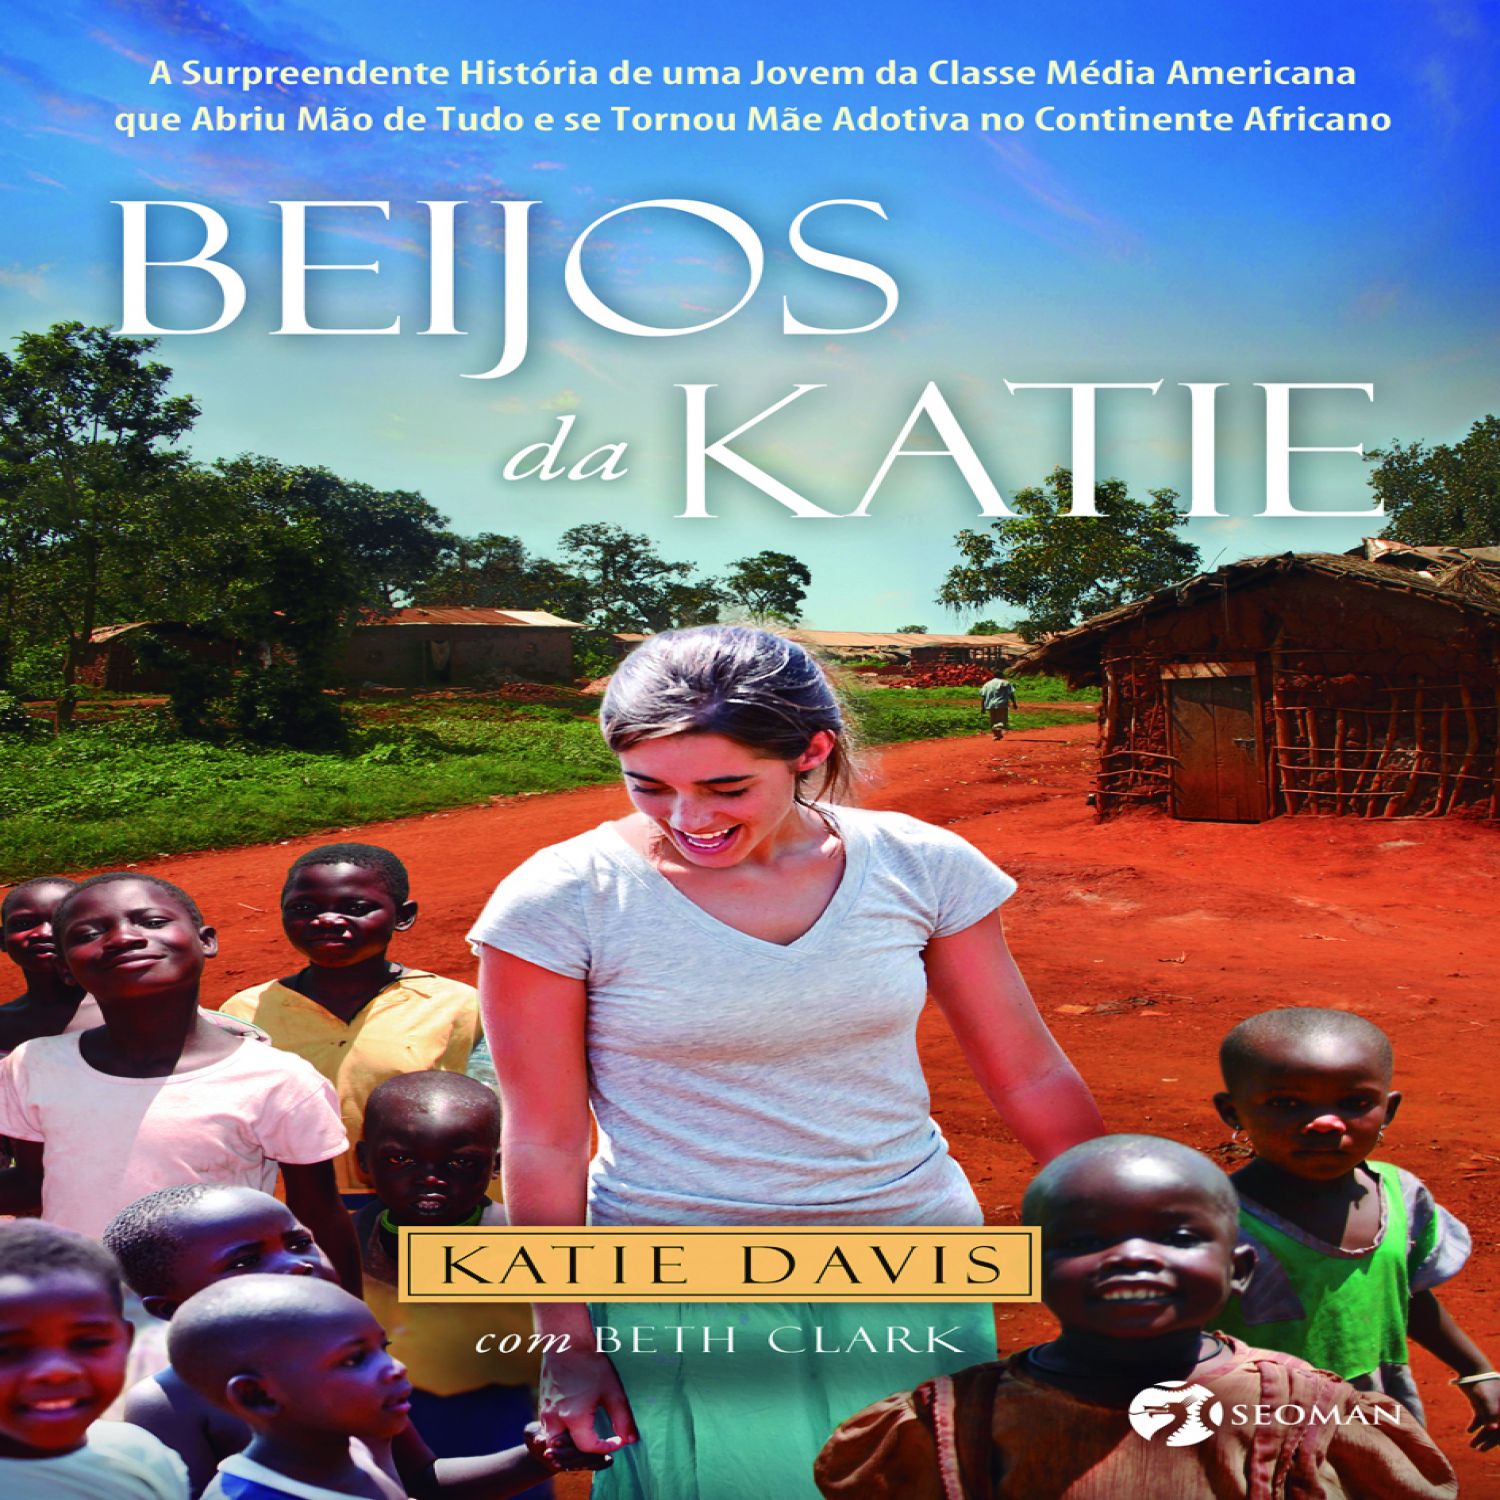 A Surpreendente História de uma Jovem da Classe Média Americana
que Abriu Mão de Tudo e se Tornou Mãe Adotiva no Continente Africano
BEIJOS
da KATIE
KATIE DAVIS
com BETH CLARK
SEOMAN